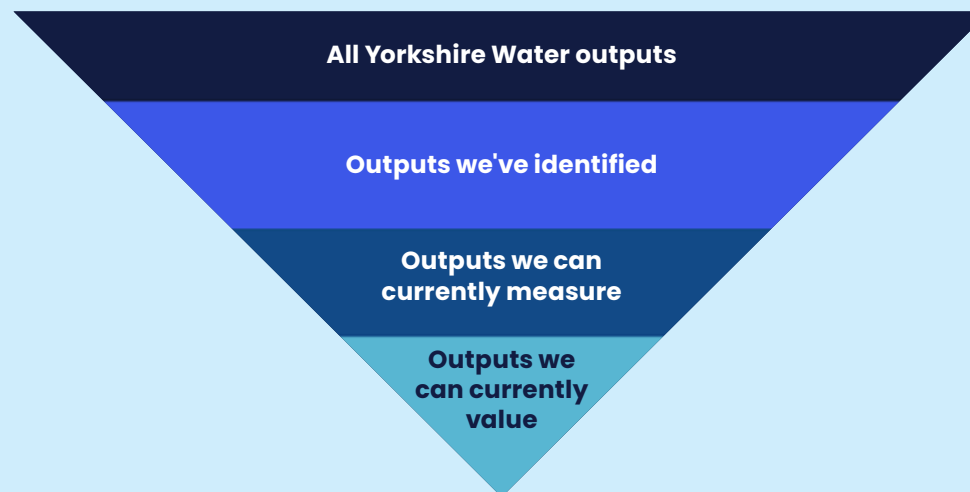 All Yorkshire Water outputs
Outputs we've identified
Outputs we can
currently measure
Outputs we
can currently
value